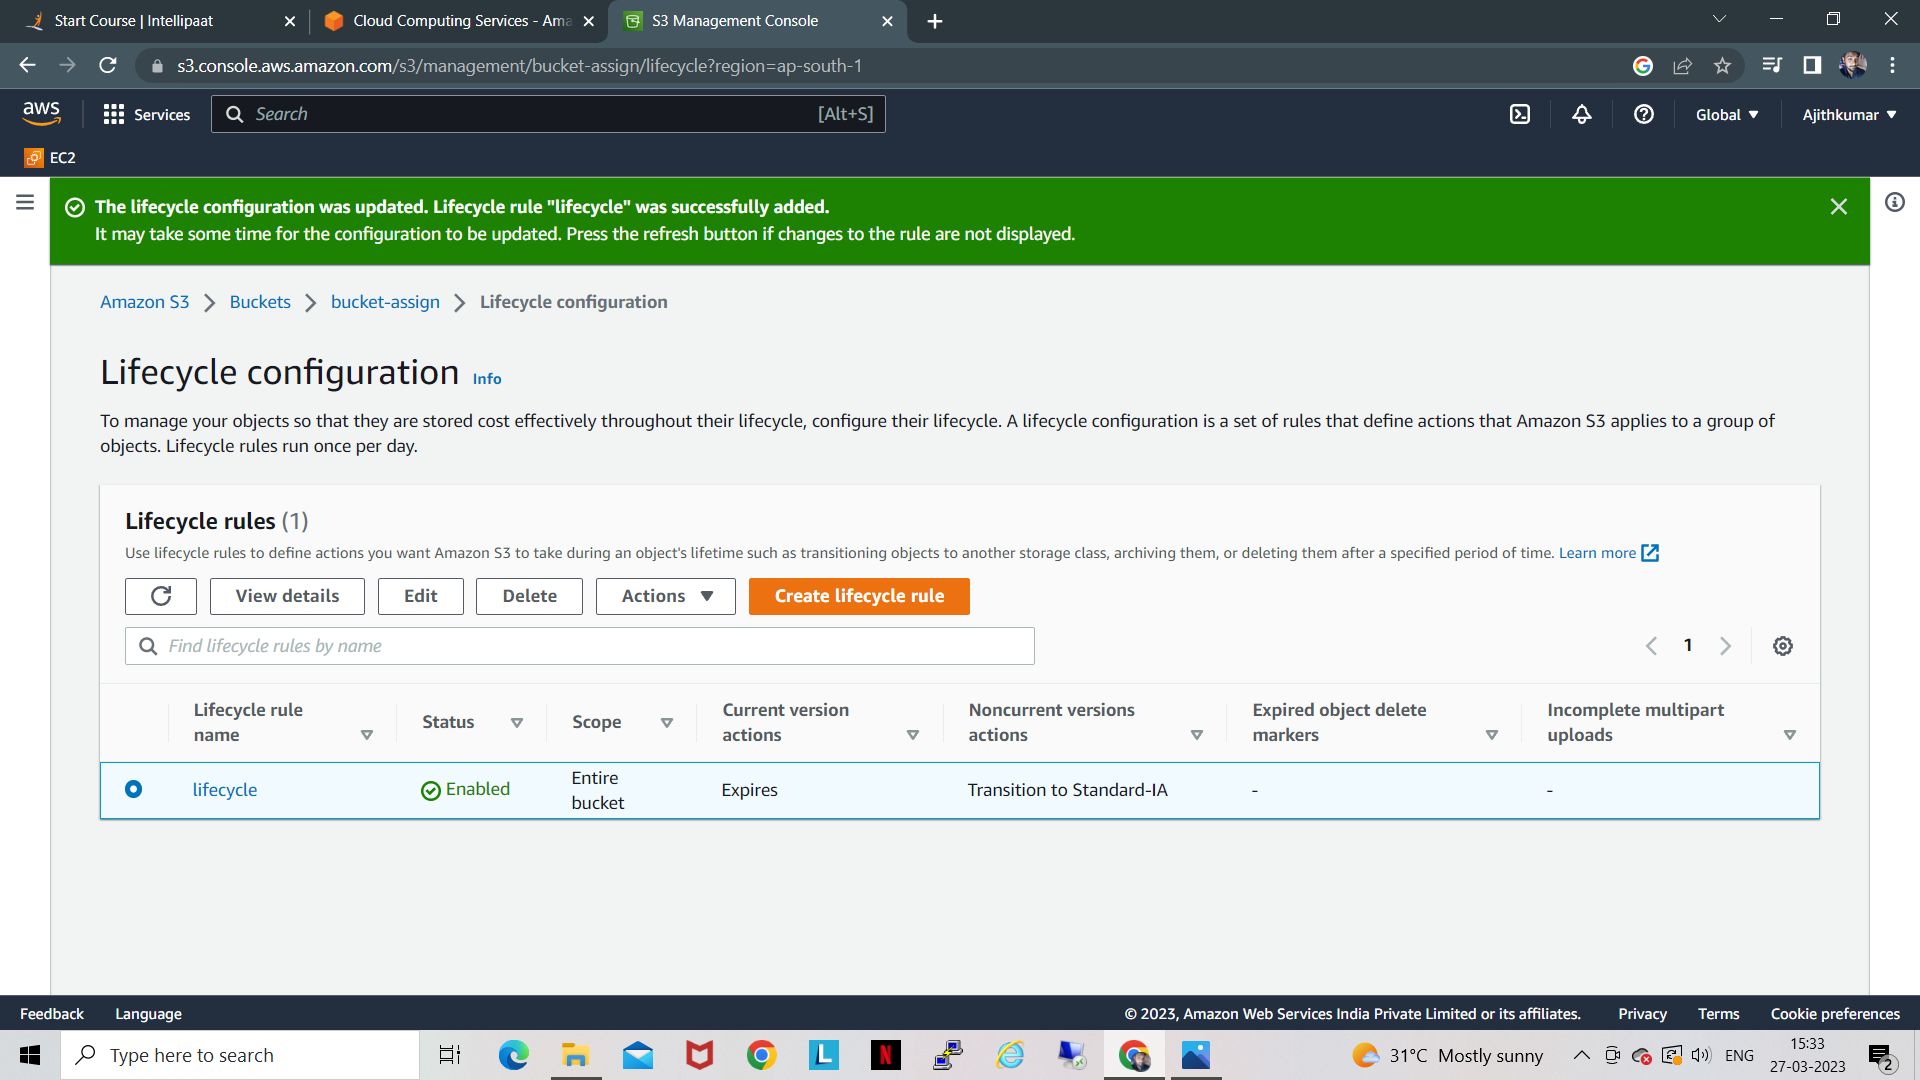 Start Course | Intellipaat
Cloud Computing Services - Ama
S3 Management Console
s3.console.aws.amazon.com/s3/management/bucket-assign/lifecycle?region=ap-south-1
aws
Services
Search
[Alt+S]
Global
Ajithkumar
EC2
The lifecycle configuration was updated. Lifecycle rule "lifecycle" was successfully added.
It may take some time for the configuration to be updated. Press the refresh button if changes to the rule are not displayed.
Amazon S3 > Buckets > bucket-assign > Lifecycle configuration
Lifecycle configuration Info
To manage your objects so that they are stored cost effectively throughout their lifecycle, configure their lifecycle. A lifecycle configuration is a set of rules that define actions that Amazon S3 applies to a group of
objects. Lifecycle rules run once per day.
Lifecycle rules (1)
Use lifecycle rules to define actions you want Amazon S3 to take during an object's lifetime such as transitioning objects to another storage class, archiving them, or deleting them after a specified period of time. Learn more
View details
Edit
Delete
Actions
Create lifecycle rule
Find lifecycle rules by name
1
Lifecycle rule
name
Status
Scope
Current version
actions
Noncurrent versions
actions
Expired object delete
markers
Incomplete multipart
uploads
lifecycle
Enabled
Entire
bucket
Expires
Transition to Standard-IA
-
-
Feedback
Language
© 2023, Amazon Web Services India Private Limited or its affiliates.
Privacy
Terms
Cookie preferences
Type here to search
L
N
31°C Mostly sunny
ENG
15:33
27-03-2023
2